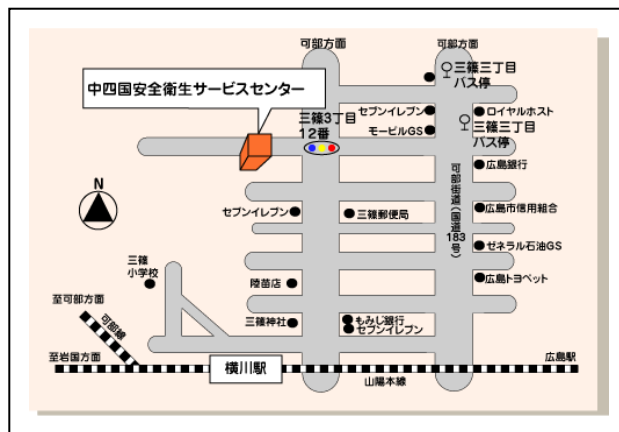 可部方面
可部方面
三篠三丁目
バス停
中四国安全衛生サービスセンター
三篠3丁目
12番
セブンイレブン
モービルGS
ロイヤルホスト
三篠三丁目
バス停
広島銀行
可部街道(国道183号)
N
セブンイレブン
三篠郵便局
広島市信用組合
ゼネラル石油GS
三篠
小学校
陸苗店
広島トヨペット
至可部方面
可部線
三篠神社
もみじ銀行
セブンイレブン
至岩国方面
横川駅
山陽本線
広島駅